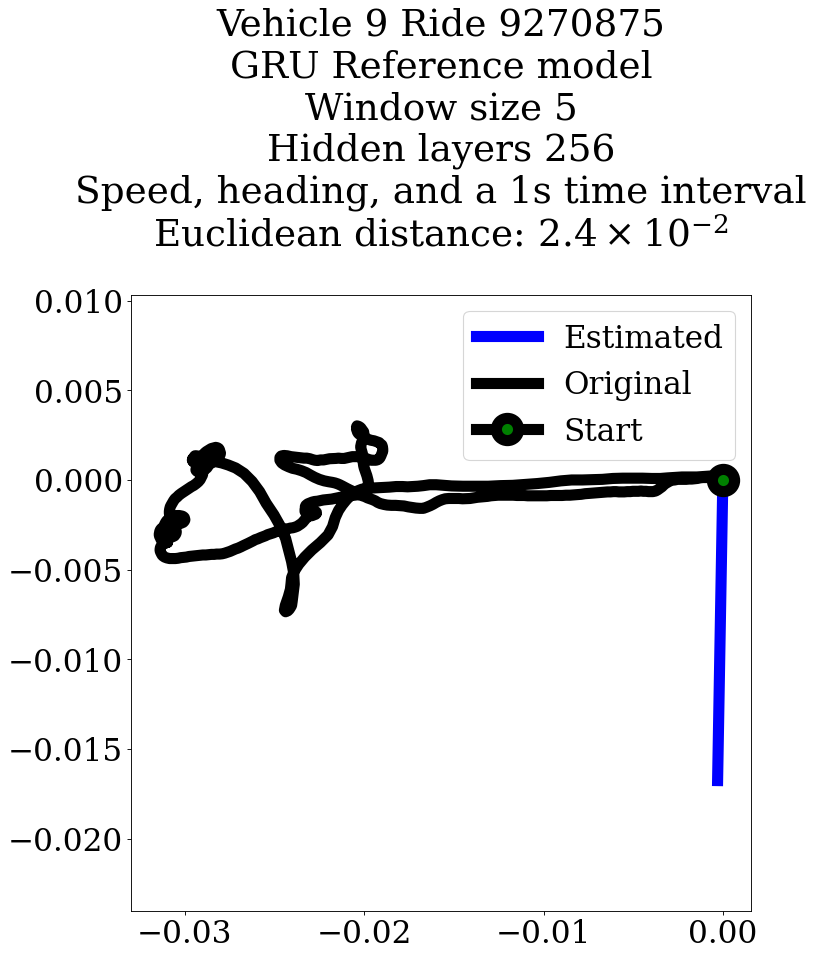 Vehicle 9 Ride 9270875
GRU Reference model
Window size 5
Hidden layers 256
Speed, heading, and a 1s time interval
Euclidean distance: 2.4 × 10⁻²
0.010
0.005
0.000
−0.005
−0.010
−0.015
−0.020
Estimated
Original
Start
−0.03
−0.02
−0.01
0.00